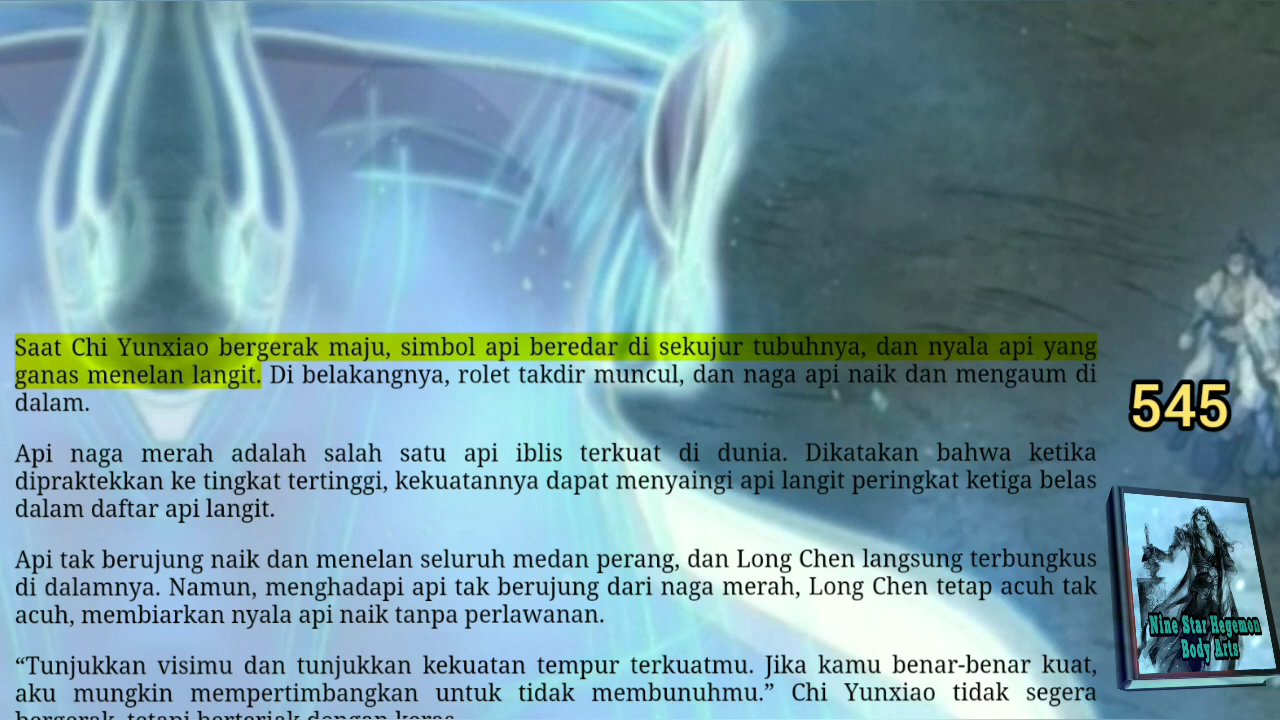 Saat Chi Yunxiao bergerak maju, simbol api beredar di sekujur tubuhnya, dan nyala api yang
ganas menelan langit. Di belakangnya, rolet takdir muncul, dan naga api naik dan mengaum di
dalam.
Api naga merah adalah salah satu api iblis terkuat di dunia. Dikatakan bahwa ketika
dipraktekkan ke tingkat tertinggi, kekuatannya dapat menyaingi api langit peringkat ketiga belas
dalam daftar api langit.
Api tak berujung naik dan menelan seluruh medan perang, dan Long Chen langsung terbungkus
di dalamnya. Namun, menghadapi api tak berujung dari naga merah, Long Chen tetap acuh tak
acuh, membiarkan nyala api naik tanpa perlawanan.
“Tunjukkan visimu dan tunjukkan kekuatan tempur terkuatmu. Jika kamu benar-benar kuat,
aku mungkin mempertimbangkan untuk tidak membunuhmu.” Chi Yunxiao tidak segera
bergerak, tetapi berteriak dengan keras.
545
Nine Star Hegemon
Body Arts